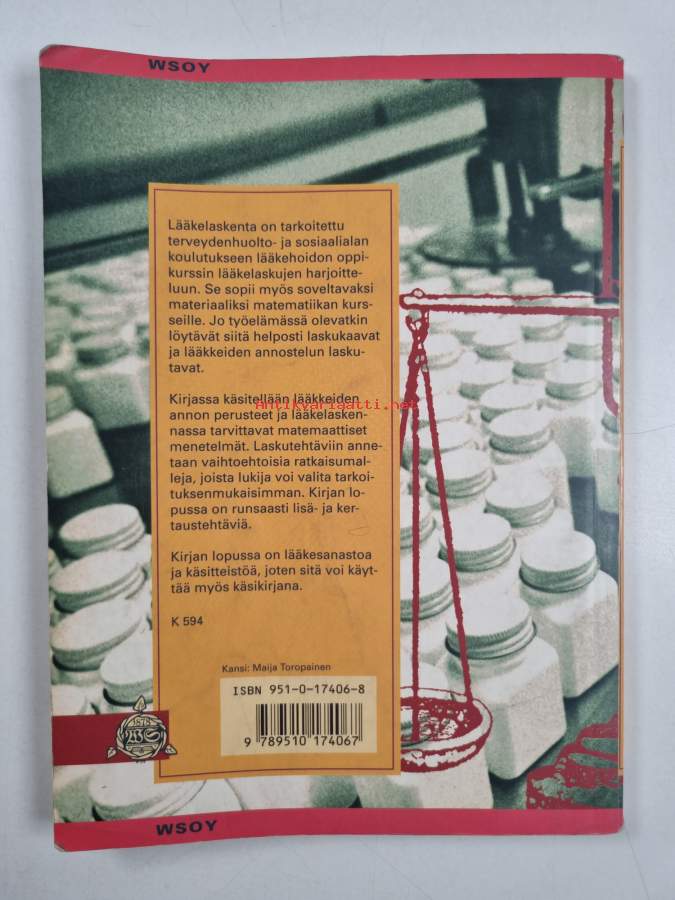 WSOY
Lääkelaskenta on tarkoitettu
terveydenhuolto- ja sosiaalialan
koulutukseen lääkehoidon oppi-
kurssin lääkelaskujen harjoitte-
luun. Se sopii myös soveltavaksi
materiaaliksi matematiikan kurs-
seille. Jo työelämässä olevatkin
löytävät siitä helposti laskukaavat
ja lääkkeiden annostelun lasku-
tavat.
Kirjassa käsitellään lääkkeiden
annon perusteet ja lääkelasken-
Antikvariaatti.net
nassa tarvittavat matemaattiset
menetelmät. Laskutehtäviin anne-
taan vaihtoehtoisia ratkaisumal-
leja, joista lukija voi valita tarkoi-
tuksenmukaisimman. Kirjan lo-
pussa on runsaasti lisä- ja ker-
taustehtäviä.
Kirjan lopussa on lääkesanastoa
ja käsitteistöä, joten sitä voi käyt-
tää myös käsikirjana.
K 594
Kansi: Maija Toropainen
ISBN 951-0-17406-8
9 789510 174067
1878
WS
WSOY